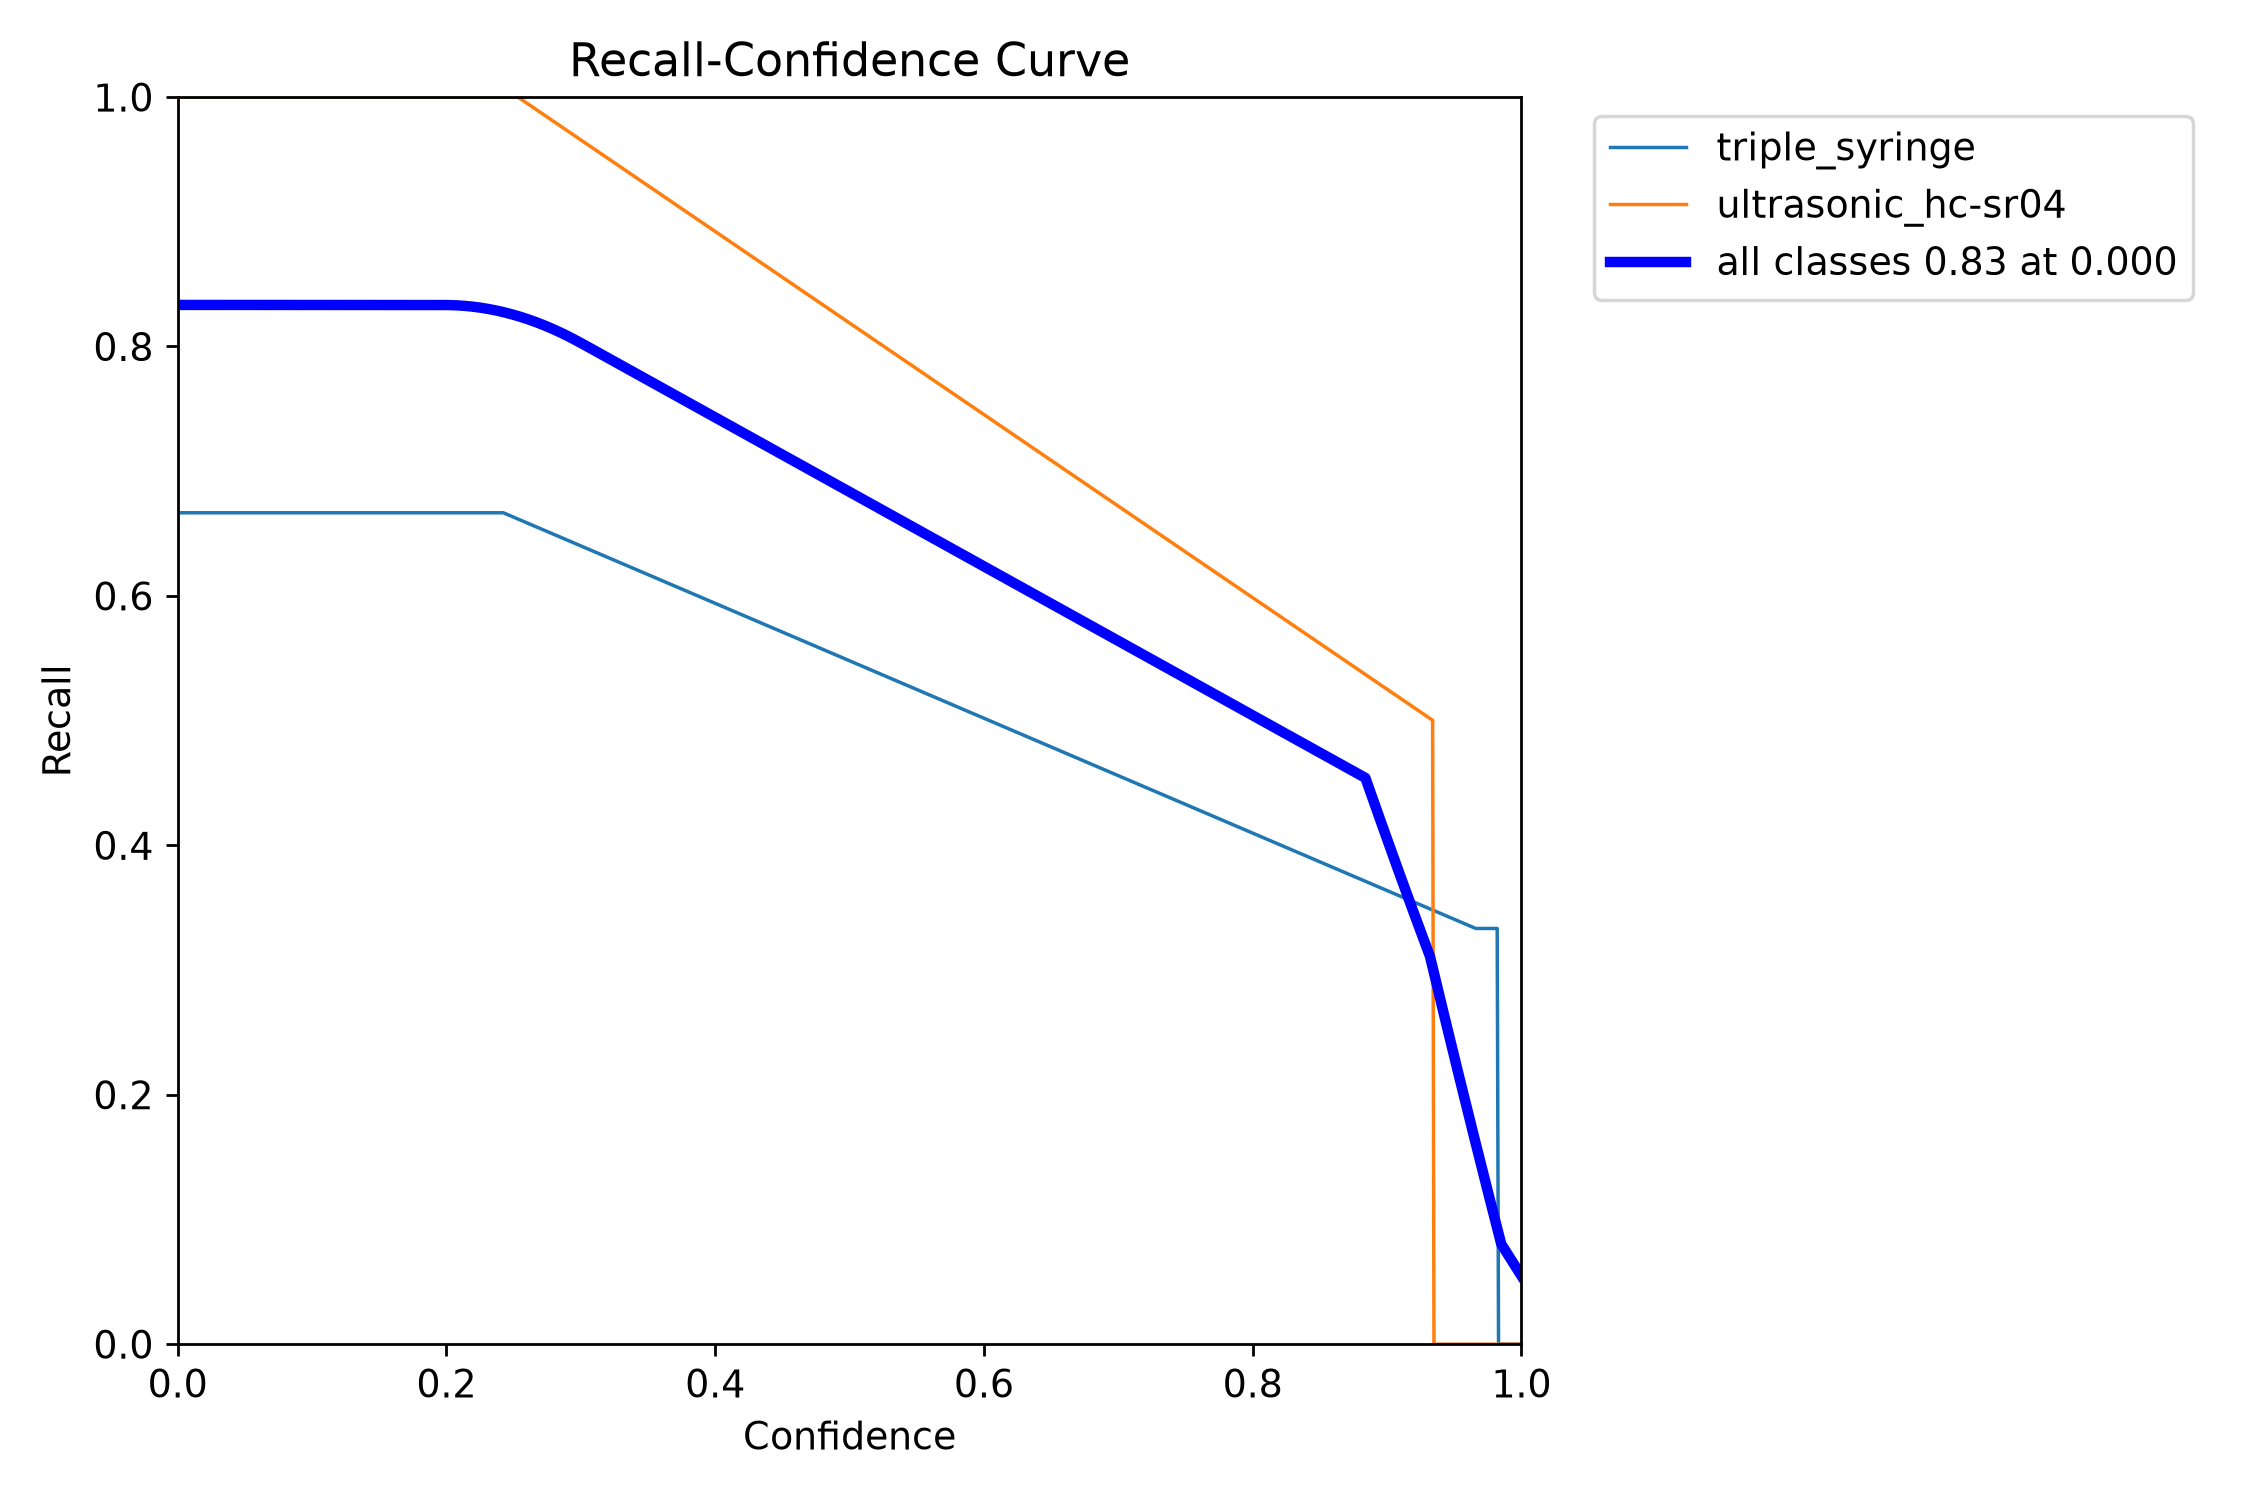 Recall-Confidence Curve
1.0
0.8
0.6
0.4
0.2
0.0
Recall
0.0 0.2 0.4 0.6 0.8 1.0
Confidence
triple_syringe
ultrasonic_hc-sr04
all classes 0.83 at 0.000